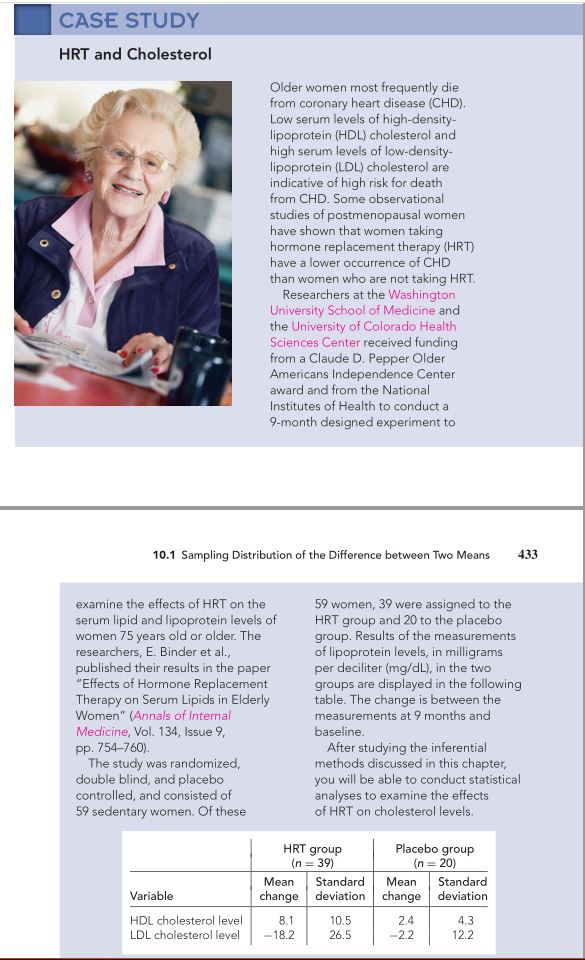 CASE STUDY
HRT and Cholesterol
Older women most frequently die
from coronary heart disease (CHD).
Low serum levels of high-density-
lipoprotein (HDL) cholesterol and
high serum levels of low-density-
lipoprotein (LDL) cholesterol are
indicative of high risk for death
from CHD. Some observational
studies of postmenopausal women
have shown that women taking
hormone replacement therapy (HRT)
have a lower occurrence of CHD
than women who are not taking HRT.
Researchers at the Washington
University School of Medicine and
the University of Colorado Health
Sciences Center received funding
from a Claude D. Pepper Older
Americans Independence Center
award and from the National
Institutes of Health to conduct a
9-month designed experiment to
10.1 Sampling Distribution of the Difference between Two Means 433
examine the effects of HRT on the
serum lipid and lipoprotein levels of
women 75 years old or older. The
researchers, E. Binder et al.,
published their results in the paper
"Effects of Hormone Replacement
Therapy on Serum Lipids in Elderly
Women" (Annals of Internal
Medicine, Vol. 134, Issue 9,
pp. 754–760).
The study was randomized,
double blind, and placebo
controlled, and consisted of
59 sedentary women. Of these
59 women, 39 were assigned to the
HRT group and 20 to the placebo
group. Results of the measurements
of lipoprotein levels, in milligrams
per deciliter (mg/dL), in the two
groups are displayed in the following
table. The change is between the
measurements at 9 months and
baseline.
After studying the inferential
methods discussed in this chapter,
you will be able to conduct statistical
analyses to examine the effects
of HRT on cholesterol levels.
HRT group Placebo group
(n = 39) (n = 20)
Mean Standard Mean Standard
Variable change deviation change deviation
HDL cholesterol level 8.1 10.5 2.4 4.3
LDL cholesterol level −18.2 26.5 −2.2 12.2